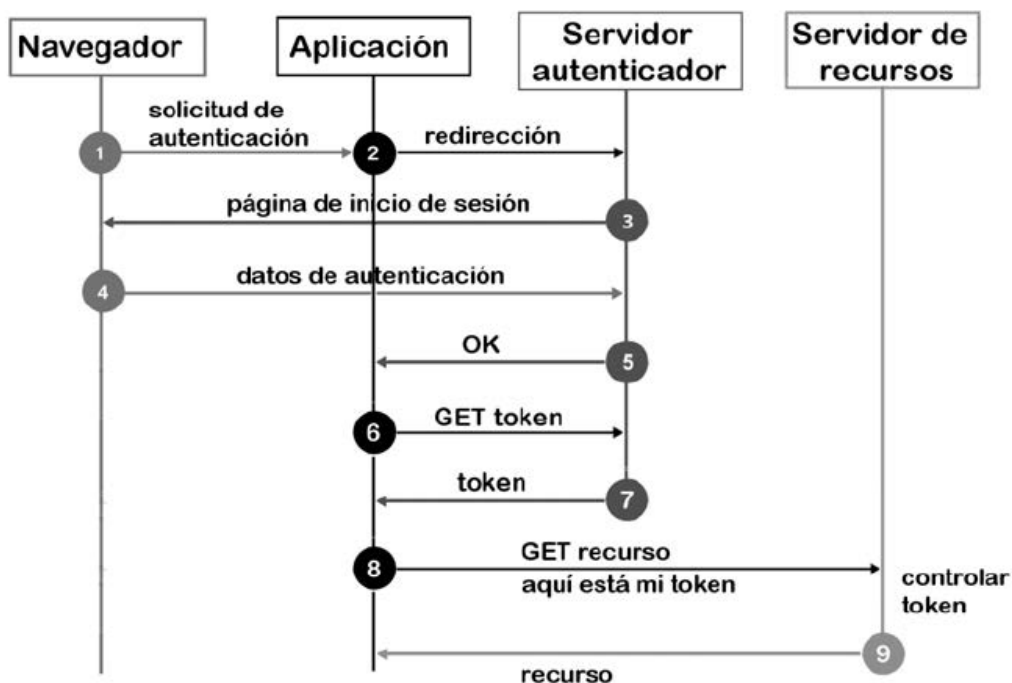 Navegador
Aplicación
Servidor
autenticador
Servidor de
recursos
solicitud de
autenticación
1
2
redirección
página de inicio de sesión
3
4
datos de autenticación
OK
5
6
GET token
token
7
8
GET recurso
aquí está mi token
controlar
token
9
recurso